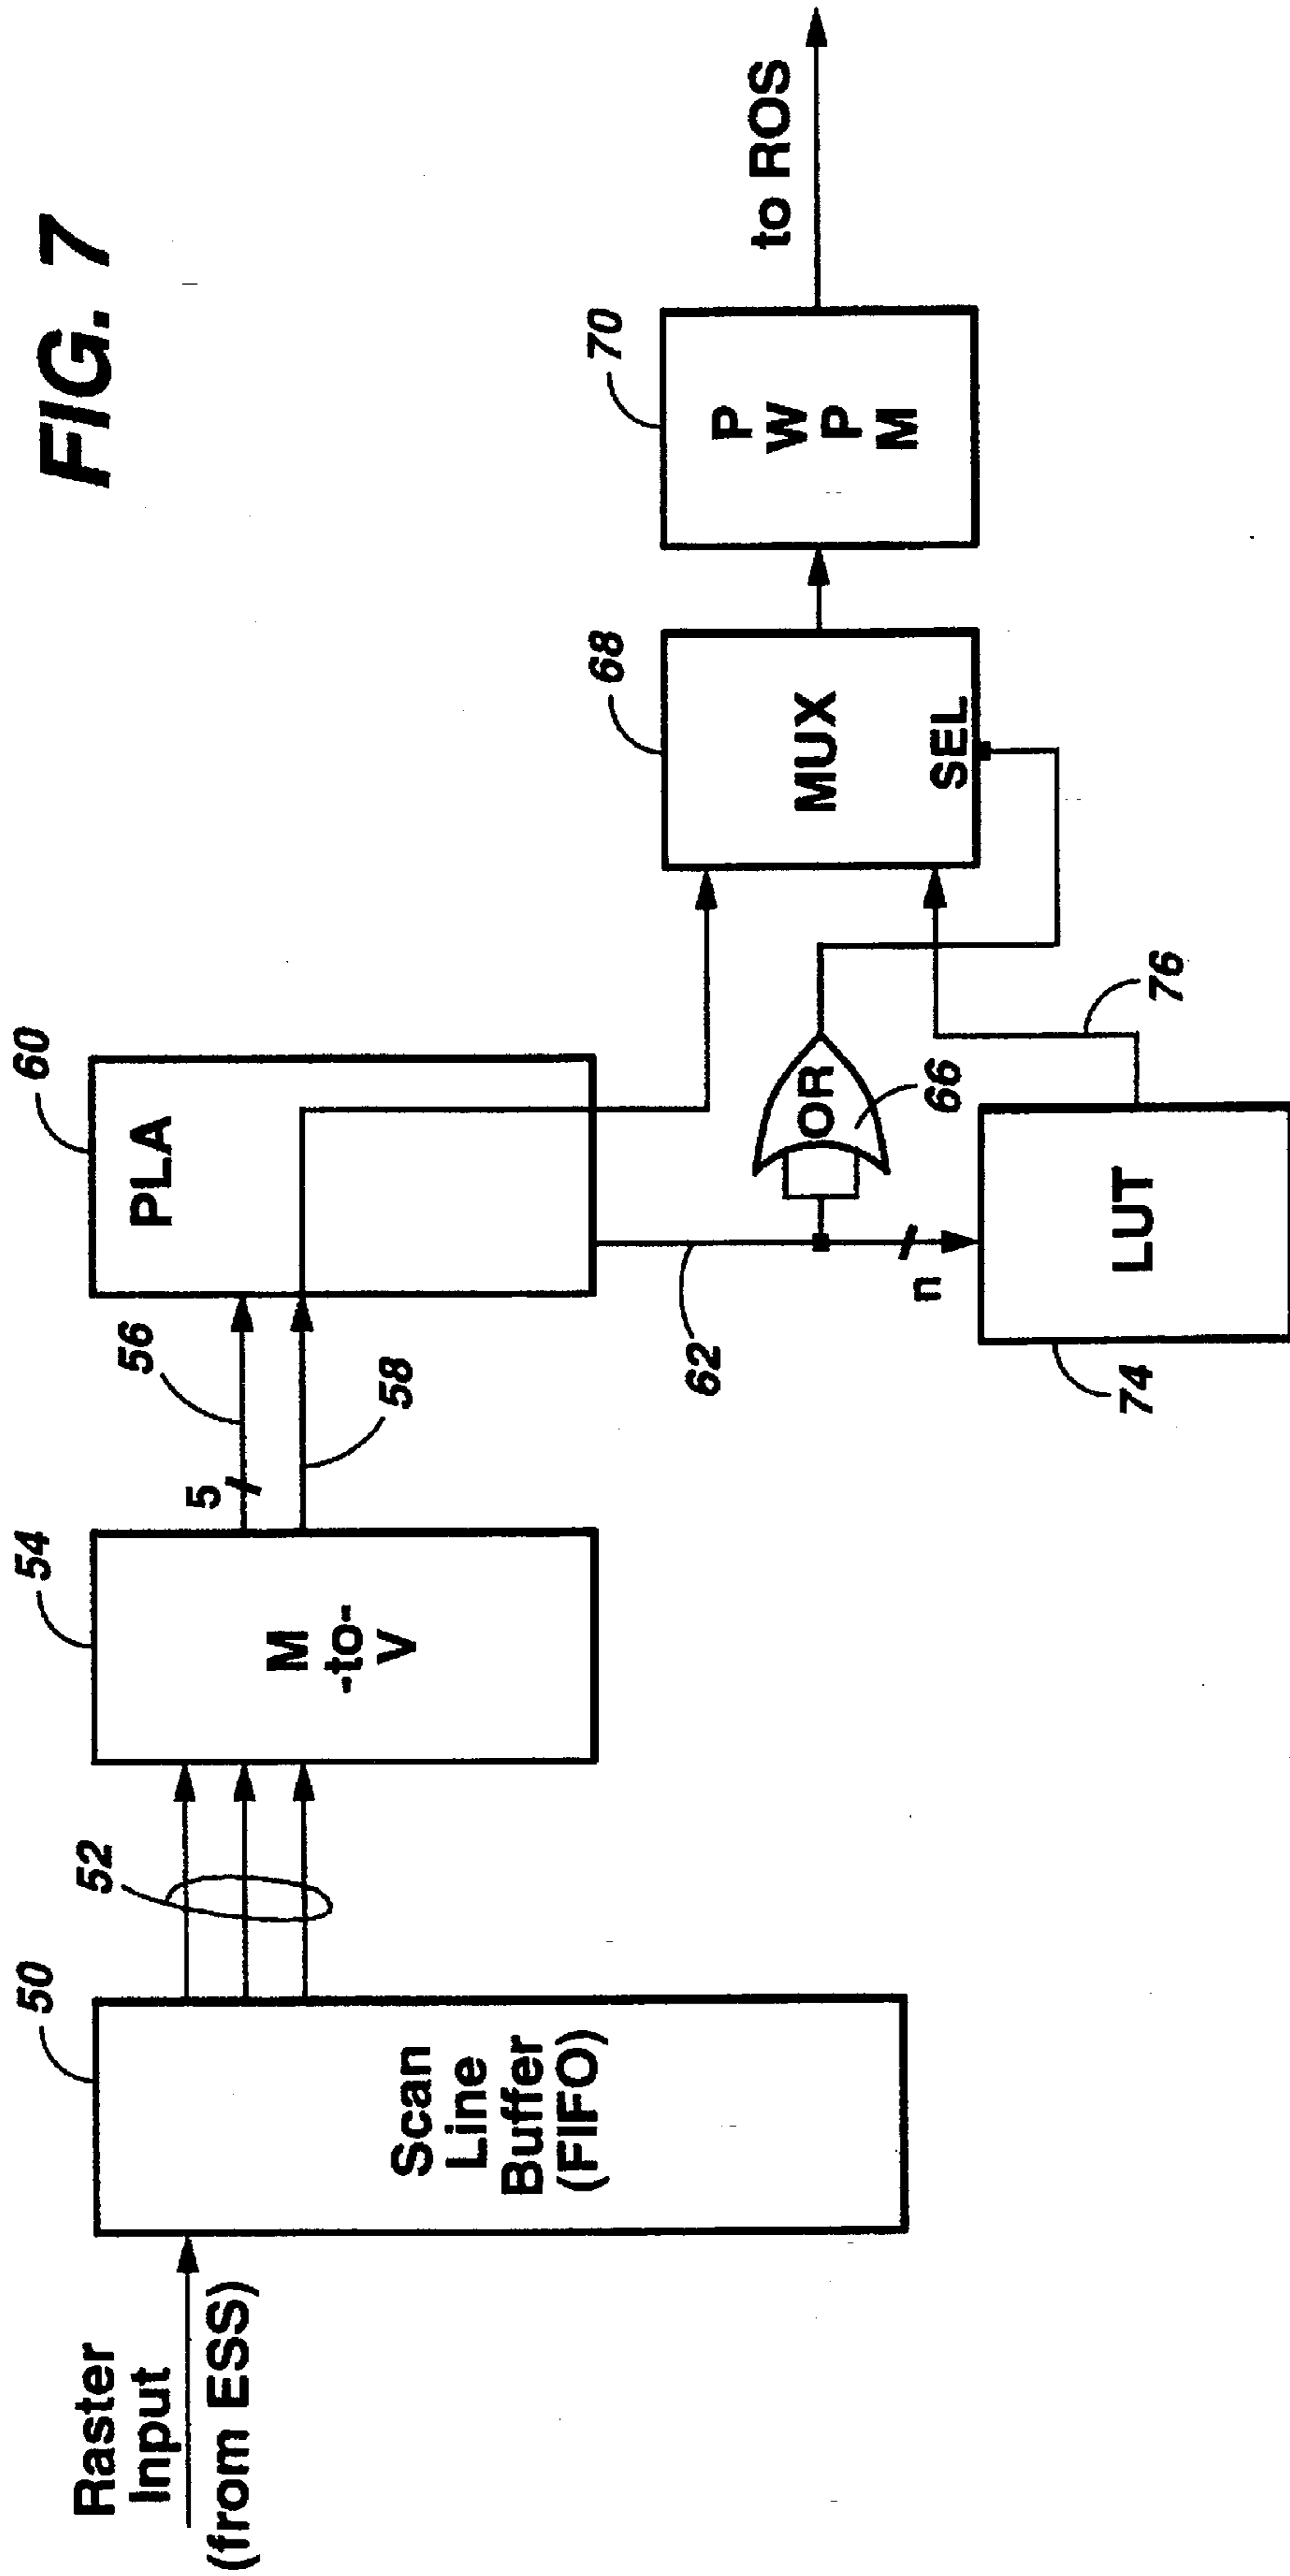 FIG. 7
Raster
Input
(from ESS)
50
Scan
Line
Buffer
(FIFO)
52
54
M
-to-
V
5
56
58
60
PLA
62
n
OR
66
74
LUT
76
68
MUX
SEL
70
P
W
P
M
to ROS